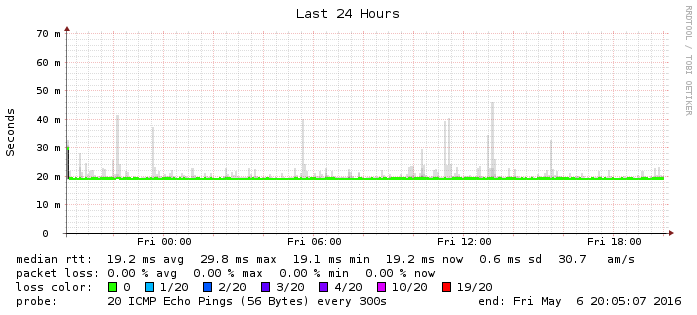 Last 24 Hours
RRDTOOL / TOBI OETIKER
Seconds
70 m
60 m
50 m
40 m
30 m
20 m
10 m
0
Fri 00:00 Fri 06:00 Fri 12:00 Fri 18:00
median rtt: 19.2 ms avg 29.8 ms max 19.1 ms min 19.2 ms now 0.6 ms sd 30.7 am/s
packet loss: 0.00 % avg 0.00 % max 0.00 % min 0.00 % now
loss color: 0 1/20 2/20 3/20 4/20 10/20 19/20
probe: 20 ICMP Echo Pings (56 Bytes) every 300s end: Fri May 6 20:05:07 2016